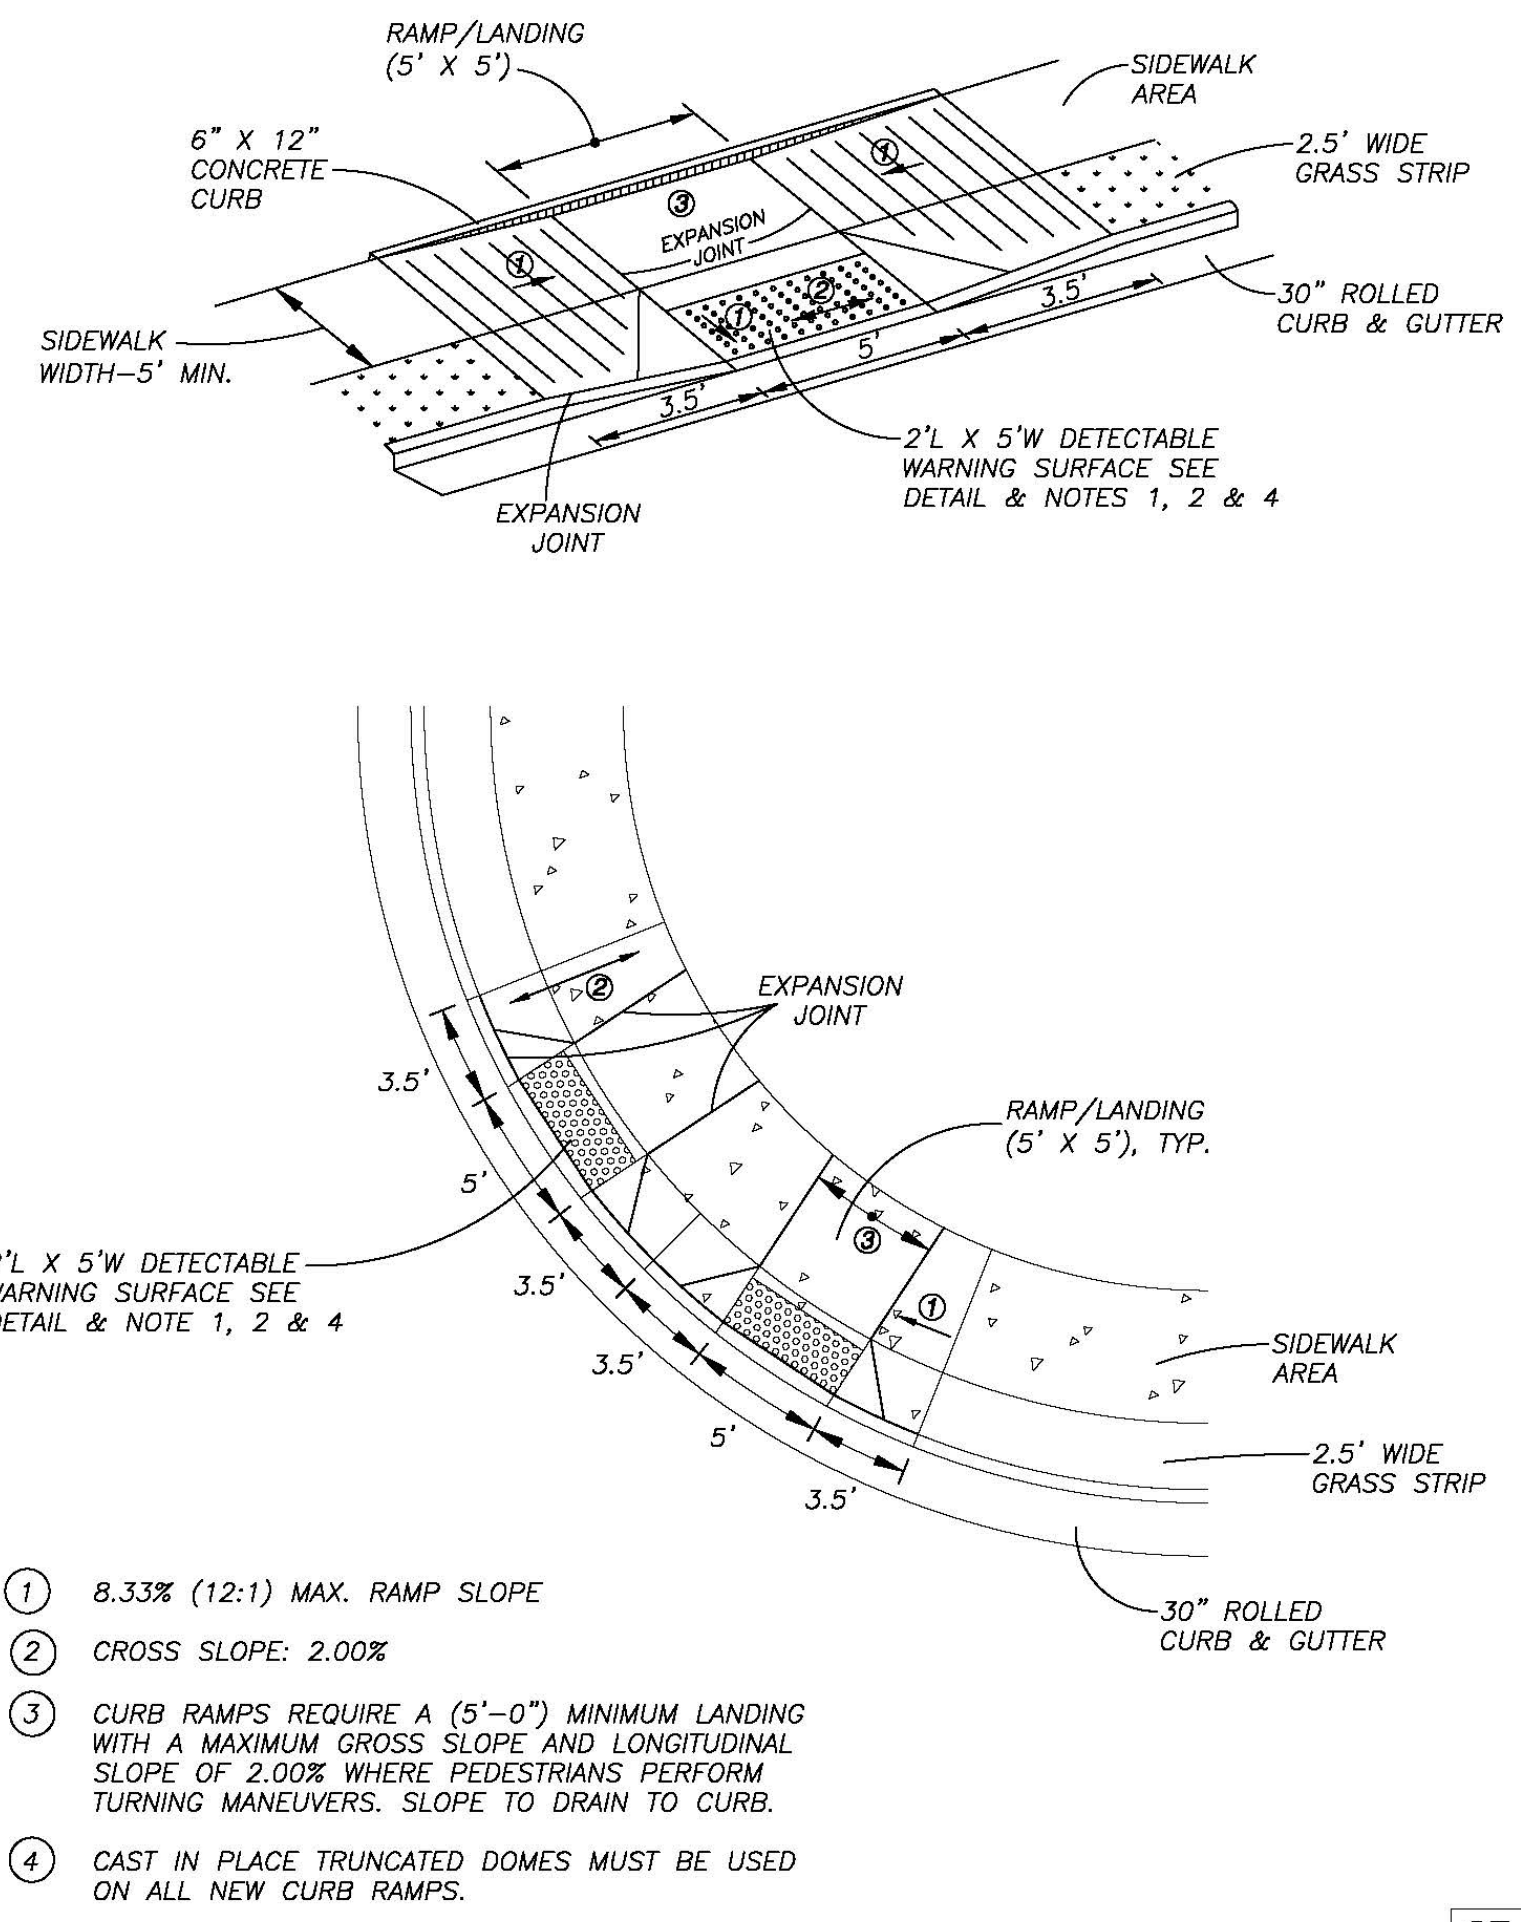 RAMP/LANDING
(5' X 5')
SIDEWALK
AREA
6" X 12"
CONCRETE
CURB
2.5' WIDE
GRASS STRIP
1
3
EXPANSION
JOINT
1
2
1
3.5'
30" ROLLED
CURB & GUTTER
SIDEWALK
WIDTH-5' MIN.
5'
3.5'
2'L X 5'W DETECTABLE
WARNING SURFACE SEE
DETAIL & NOTES 1, 2 & 4
EXPANSION
JOINT
2
EXPANSION
JOINT
3.5'
RAMP/LANDING
(5' X 5'), TYP.
5'
3
'L X 5'W DETECTABLE
ARNING SURFACE SEE
ETAIL & NOTE 1, 2 & 4
3.5'
1
3.5'
SIDEWALK
AREA
5'
2.5' WIDE
GRASS STRIP
3.5'
30" ROLLED
CURB & GUTTER
1 8.33% (12:1) MAX. RAMP SLOPE
2 CROSS SLOPE: 2.00%
3 CURB RAMPS REQUIRE A (5'-0") MINIMUM LANDING
WITH A MAXIMUM GROSS SLOPE AND LONGITUDINAL
SLOPE OF 2.00% WHERE PEDESTRIANS PERFORM
TURNING MANEUVERS. SLOPE TO DRAIN TO CURB.
4 CAST IN PLACE TRUNCATED DOMES MUST BE USED
ON ALL NEW CURB RAMPS.